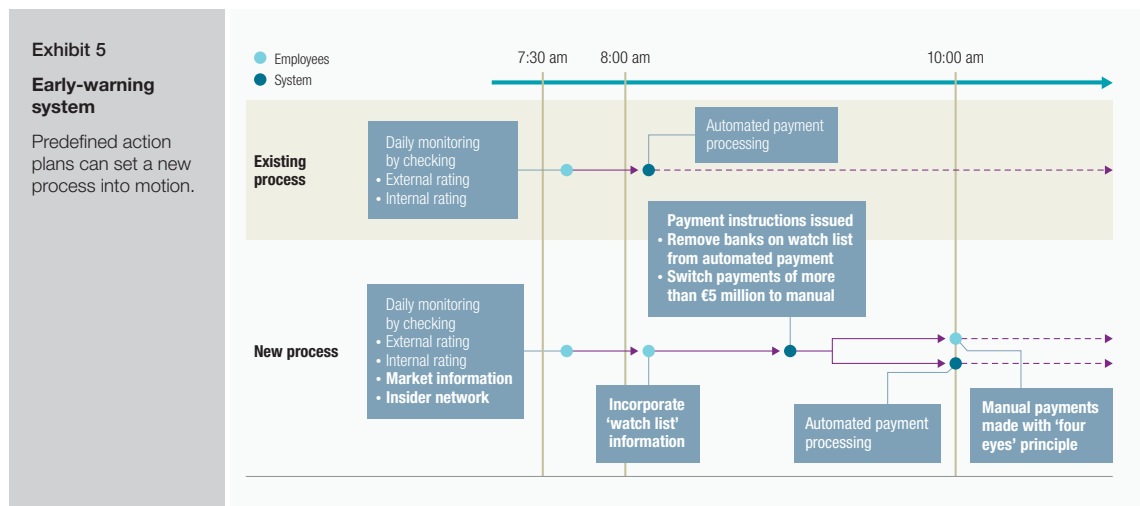 Exhibit 5
Early-warning
system
Predefined action
plans can set a new
process into motion.
Employees
System
7:30 am
8:00 am
10:00 am
Existing
process
Daily monitoring
by checking
• External rating
• Internal rating
Automated payment
processing
New process
Daily monitoring
by checking
• External rating
• Internal rating
• Market information
• Insider network
Incorporate
‘watch list’
information
Payment instructions issued
• Remove banks on watch list
from automated payment
• Switch payments of more
than €5 million to manual
Automated payment
processing
Manual payments
made with ‘four
eyes’ principle